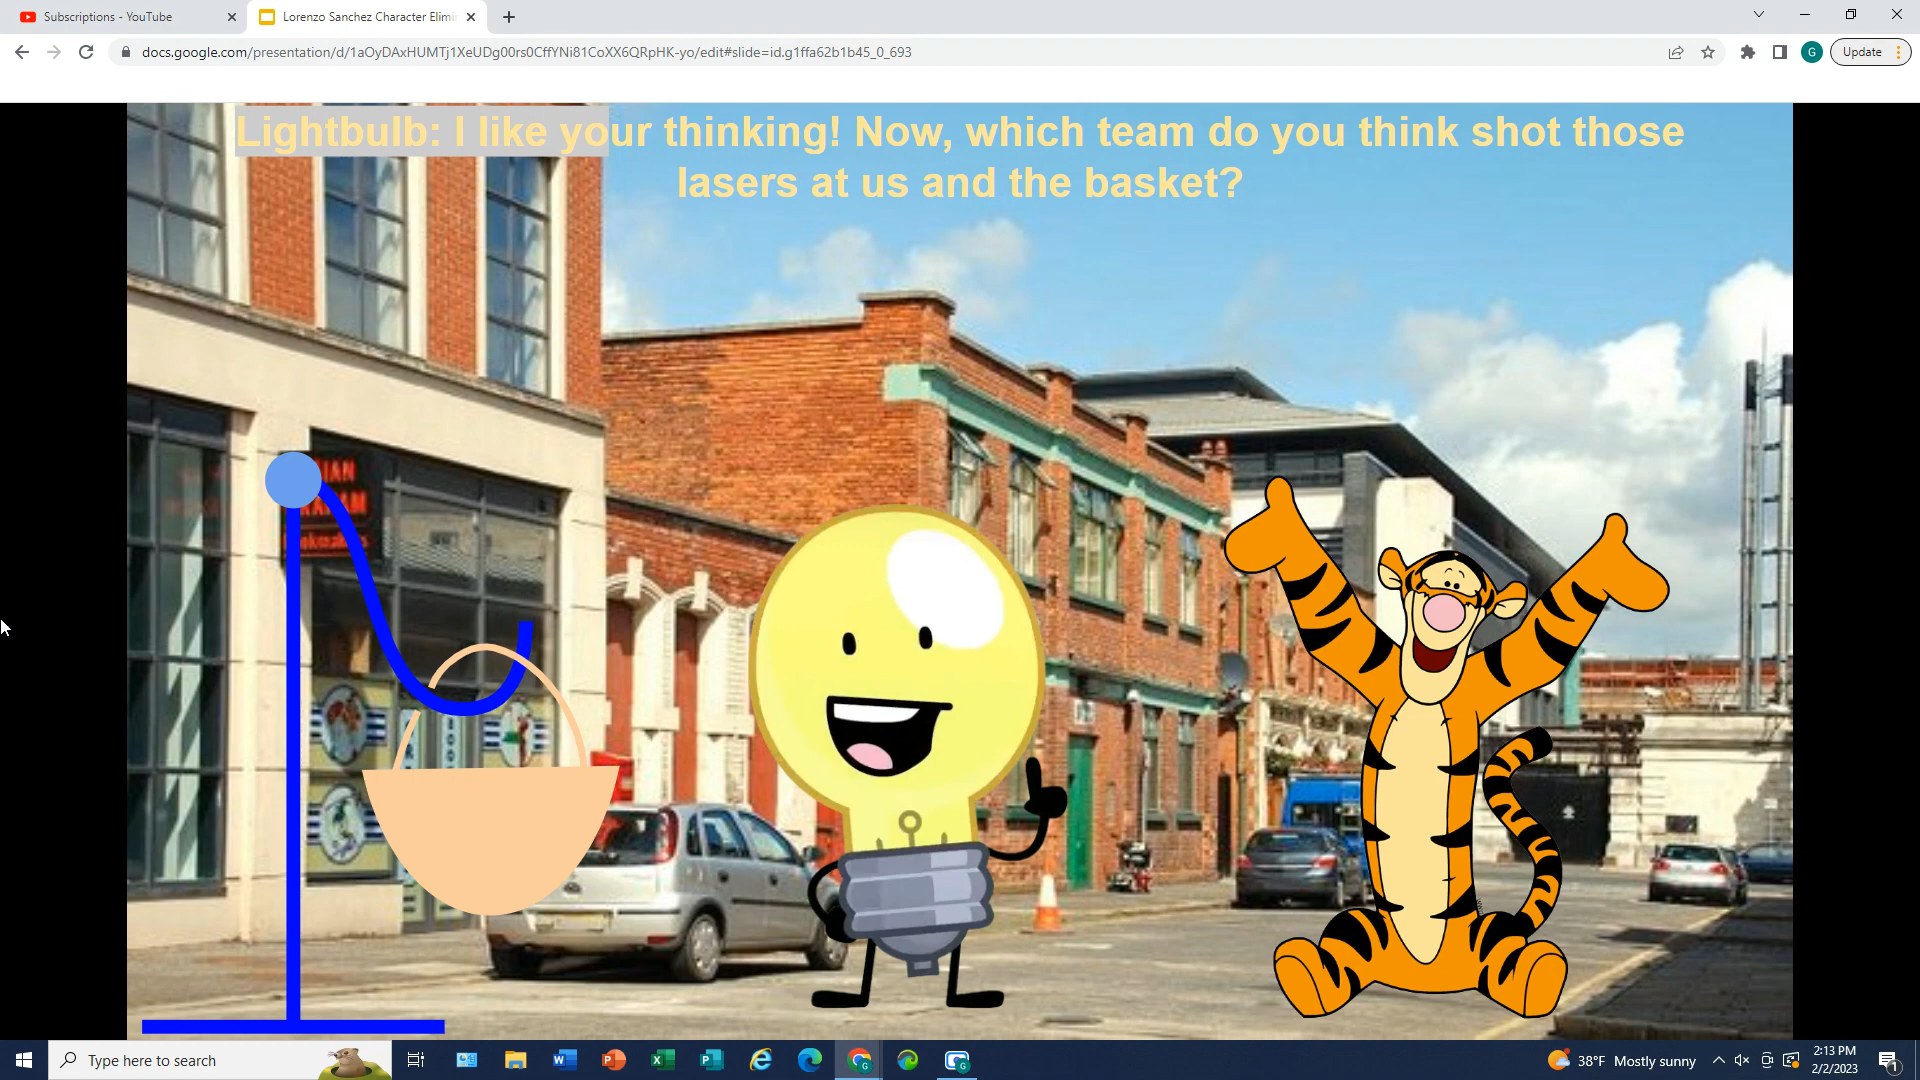 Subscriptions - YouTube
Lorenzo Sanchez Character Elimi
docs.google.com/presentation/d/1aOyDAxHUMTj1XeUDg00rs0CffYNi81CoXX6QRpHK-yo/edit#slide=id.g1ffa62b1b45_0_693
G
Update
Lightbulb: I like your thinking! Now, which team do you think shot those
lasers at us and the basket?
Type here to search
38°F Mostly sunny
2:13 PM
2/2/2023
1